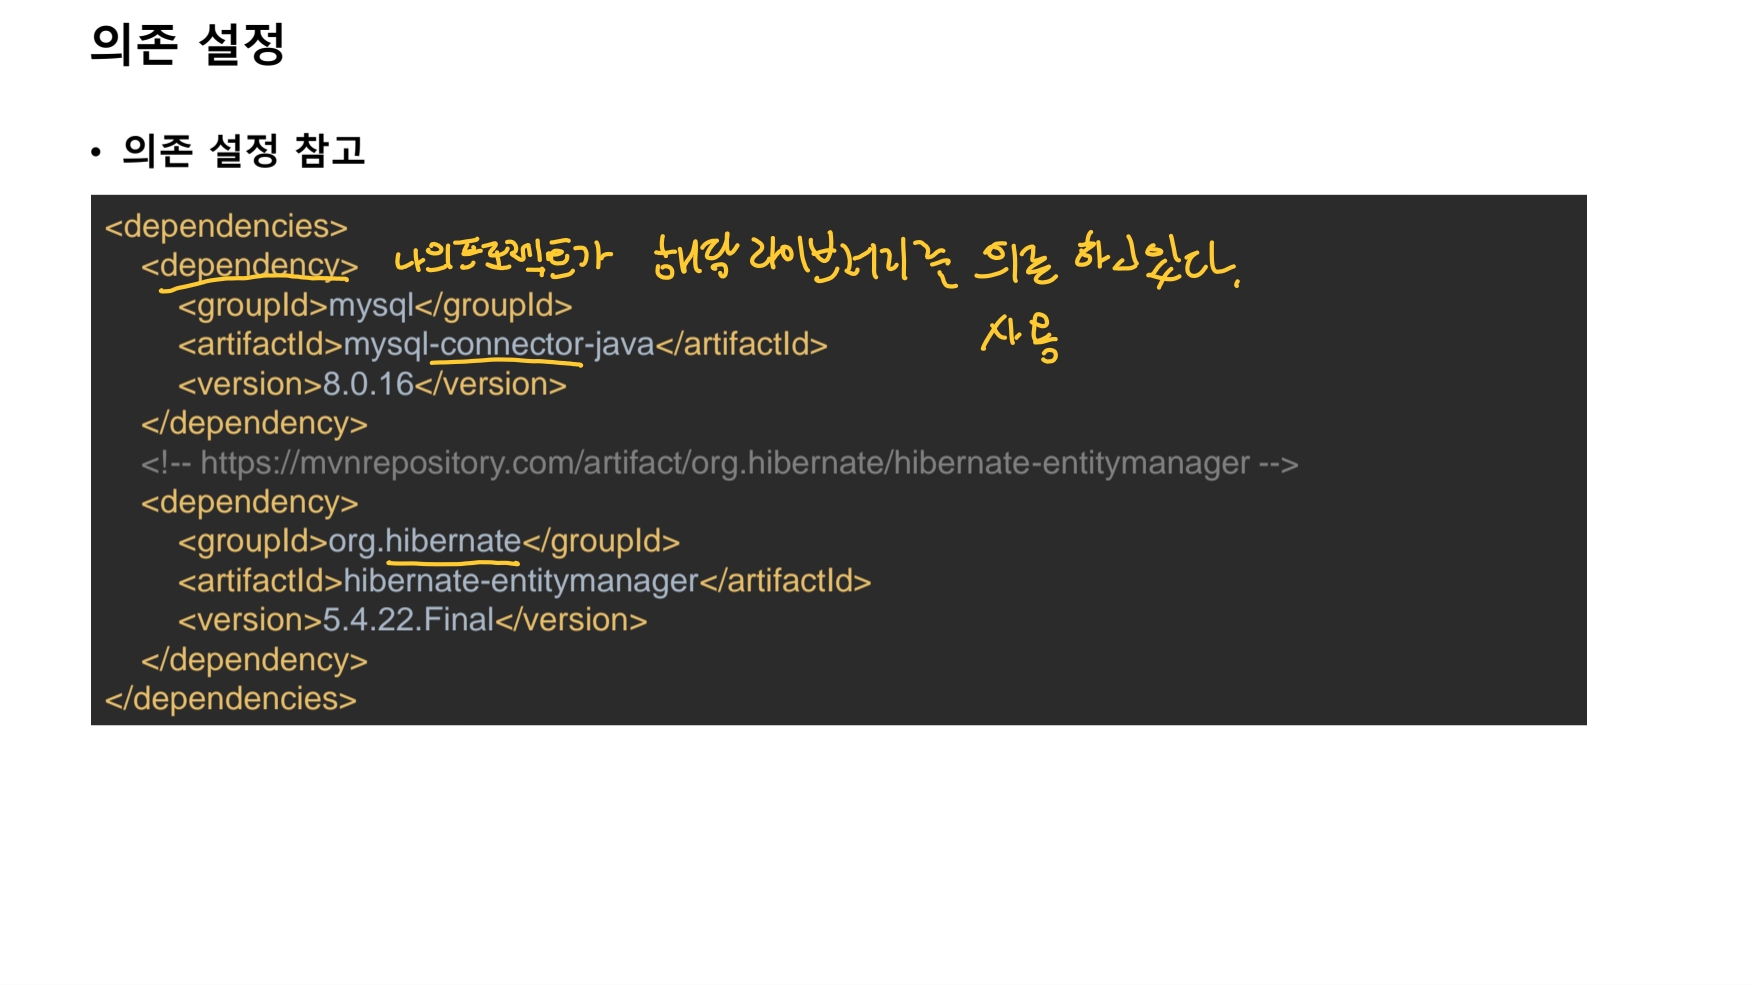 의존 설정
• 의존 설정 참고
<dependencies>
<dependency> 나의 프로젝트가 해당 라이브러리를 의존 하고있다.
<groupId>mysql</groupId>
<artifactId>mysql-connector-java</artifactId> 사용
<version>8.0.16</version>
</dependency>
<!-- https://mvnrepository.com/artifact/org.hibernate/hibernate-entitymanager -->
<dependency>
<groupId>org.hibernate</groupId>
<artifactId>hibernate-entitymanager</artifactId>
<version>5.4.22.Final</version>
</dependency>
</dependencies>